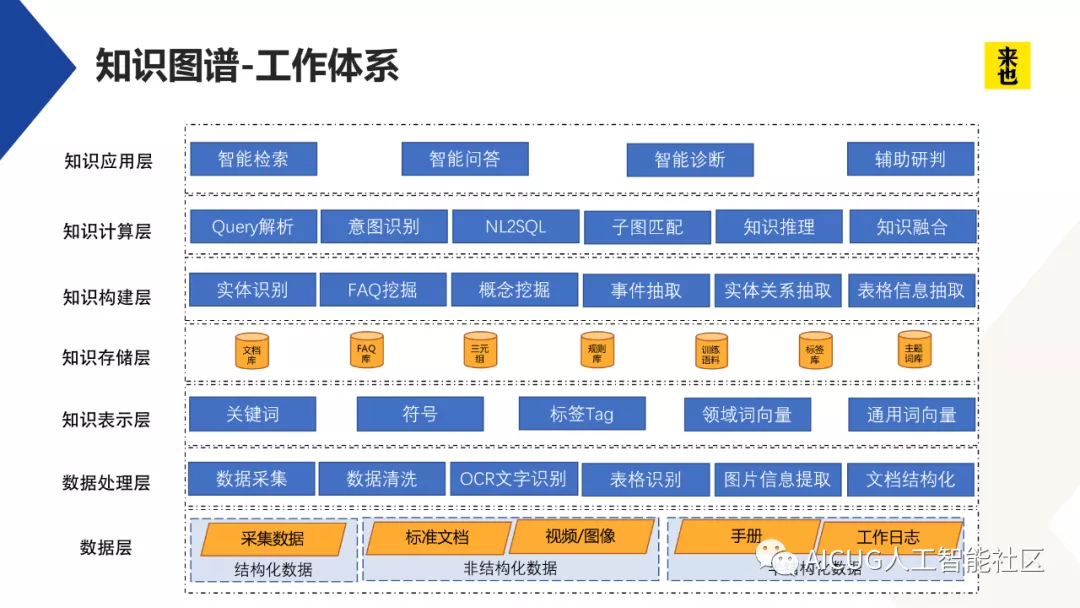 知识图谱-工作体系
来也
知识应用层
智能检索
智能问答
智能诊断
辅助研判
知识计算层
Query解析
意图识别
NL2SQL
子图匹配
知识推理
知识融合
知识构建层
实体识别
FAQ挖掘
概念挖掘
事件抽取
实体关系抽取
表格信息抽取
知识存储层
文档
库
FAQ
库
三元
组
规则
库
训练
语料
标签
库
主题
词库
知识表示层
关键词
符号
标签Tag
领域词向量
通用词向量
数据处理层
数据采集
数据清洗
OCR文字识别
表格识别
图片信息提取
文档结构化
数据层
采集数据
标准文档
视频/图像
手册
工作日志
结构化数据
非结构化数据
结构化数据
AICUG人工智能社区